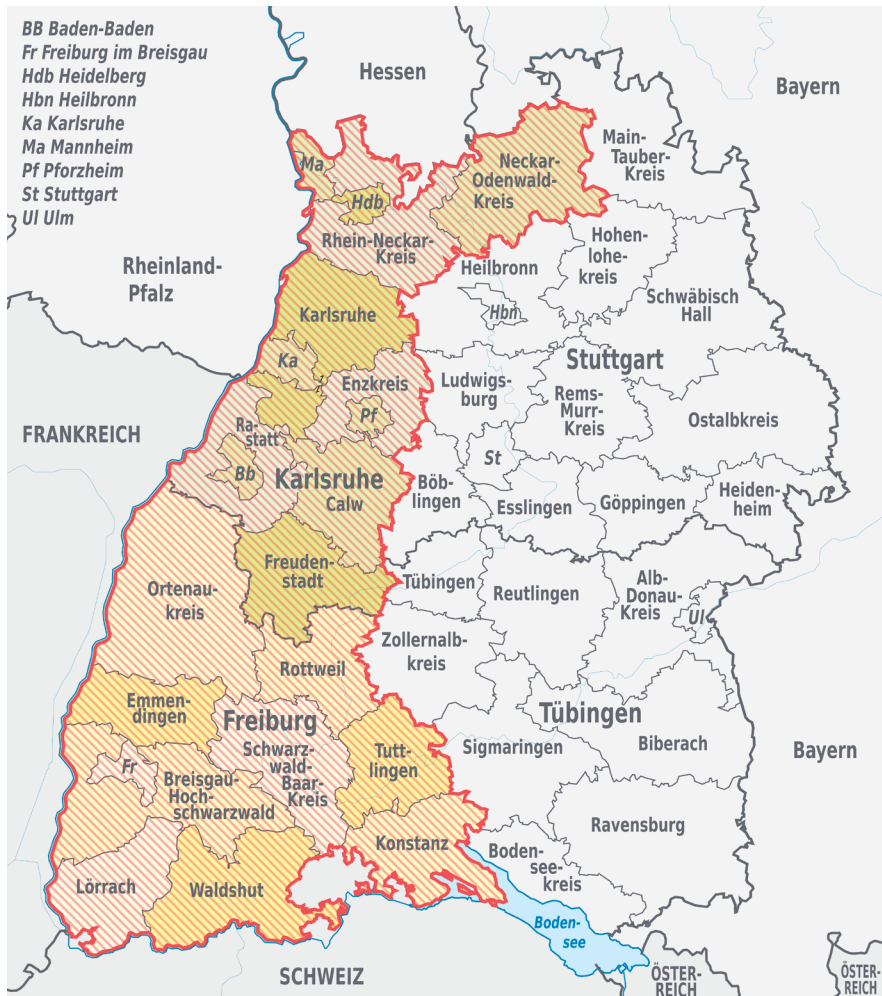 BB Baden-Baden
Fr Freiburg im Breisgau
Hdb Heidelberg
Hbn Heilbronn
Ka Karlsruhe
Ma Mannheim
Pf Pforzheim
St Stuttgart
Ul Ulm
Hessen
Bayern
Main-
Tauber-
Kreis
Neckar-
Odenwald-
Kreis
Ma
Hdb
Rhein-Neckar-
Kreis
Rheinland-
Pfalz
Hohen-
lohe-
kreis
Heilbronn
Hbn
Schwäbisch
Hall
Karlsruhe
Ka
Enzkreis
Pf
Stuttgart
Ludwigs-
burg
Rems-
Murr-
Kreis
Ostalbkreis
FRANKREICH
Ra-
statt
Bb
Karlsruhe
Calw
St
Böb-
lingen
Esslingen
Göppingen
Heiden-
heim
Freuden-
stadt
Ortenau-
kreis
Tübingen
Reutlingen
Alb-
Donau-
Kreis
Ul
Zollernalb-
kreis
Rottweil
Emmen-
dingen
Freiburg
Schwarz-
wald-
Baar-
Kreis
Tutt-
lingen
Tübingen
Sigmaringen
Biberach
Bayern
Fr
Breisgau-
Hoch-
schwarzwald
Konstanz
Ravensburg
Boden-
see-
kreis
Lörrach
Waldshut
Boden-
see
SCHWEIZ
ÖSTER-
REICH
ÖSTER-
REICH